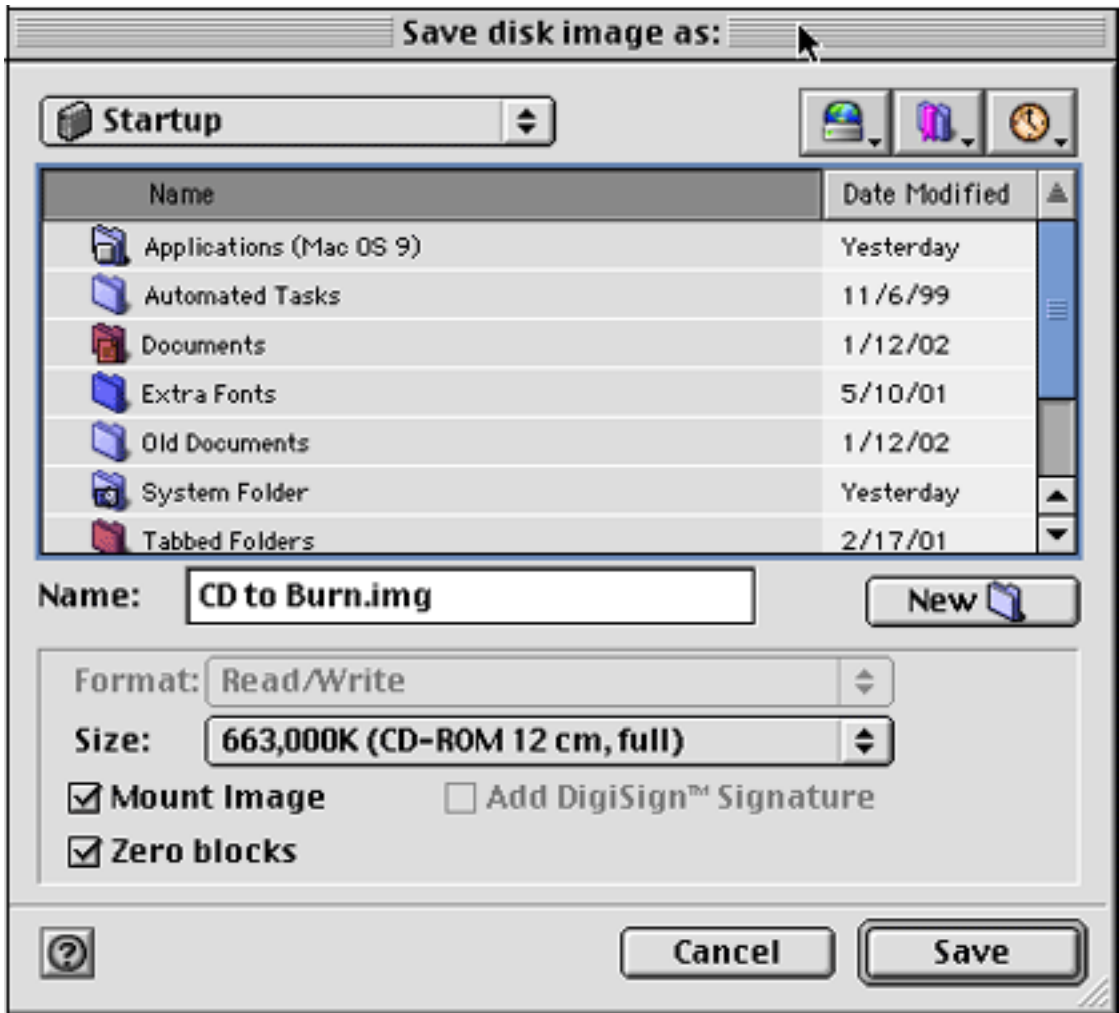 Save disk image as:
Startup
Name Date Modified
Applications (Mac OS 9) Yesterday
Automated Tasks 11/6/99
Documents 1/12/02
Extra Fonts 5/10/01
Old Documents 1/12/02
System Folder Yesterday
Tabbed Folders 2/17/01
Name: CD to Burn.img New
Format: Read/Write
Size: 663,000K (CD-ROM 12 cm, full)
Mount Image Add DigiSign™ Signature
Zero blocks
? Cancel Save